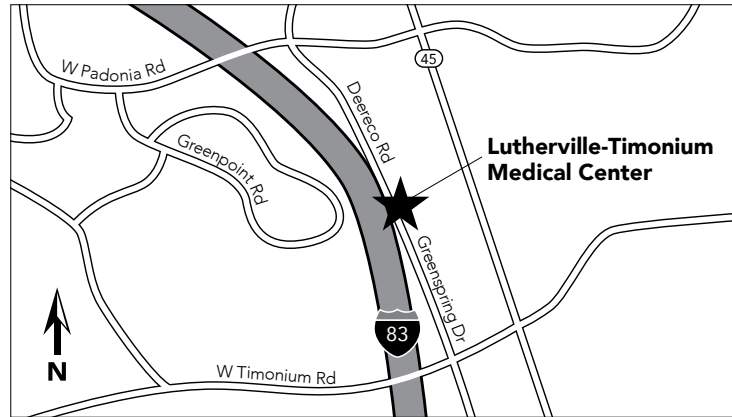 W Padonia Rd
45
Deereco Rd
Greenpoint Rd
Lutherville-Timonium
Medical Center
Greenspring Dr
83
N
W Timonium Rd